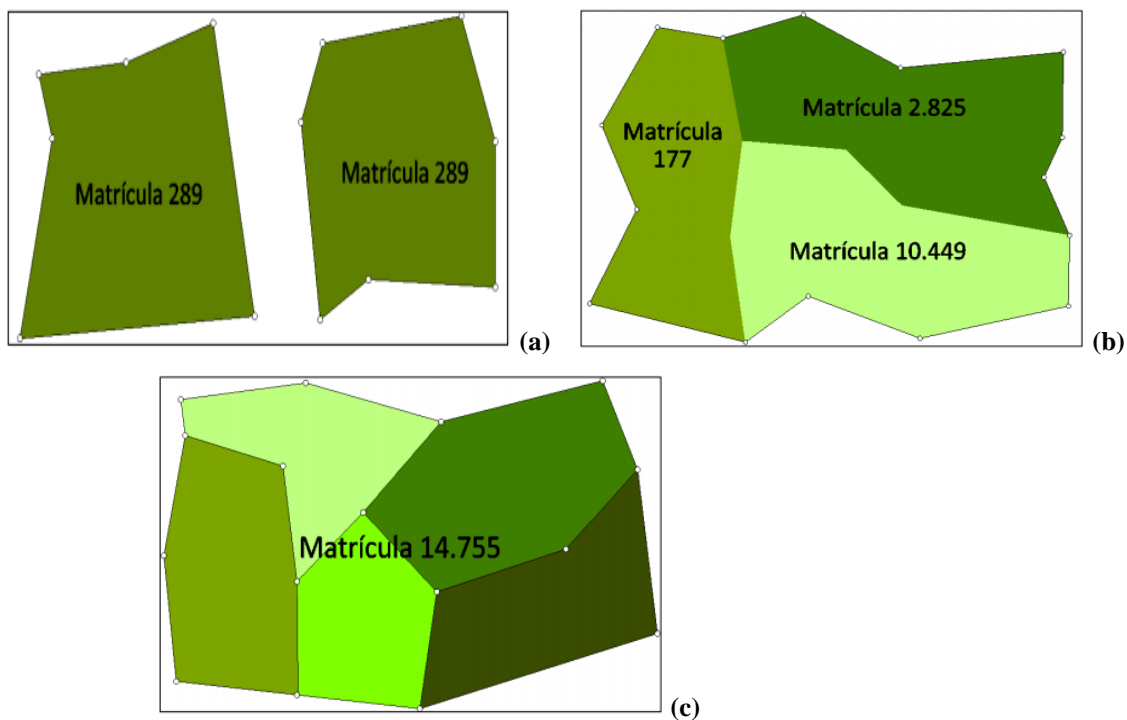 Matrícula 289
Matrícula 289
(a)
Matrícula
177
Matrícula 2.825
Matrícula 10.449
(b)
Matrícula 14.755
(c)